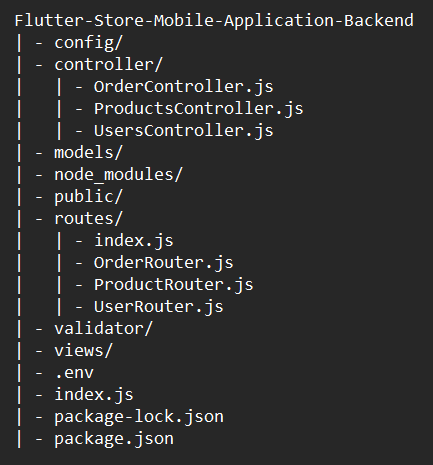 Flutter-Store-Mobile-Application-Backend
| - config/
| - controller/
|   | - OrderController.js
|   | - ProductsController.js
|   | - UsersController.js
| - models/
| - node_modules/
| - public/
| - routes/
|   | - index.js
|   | - OrderRouter.js
|   | - ProductRouter.js
|   | - UserRouter.js
| - validator/
| - views/
| - .env
| - index.js
| - package-lock.json
| - package.json